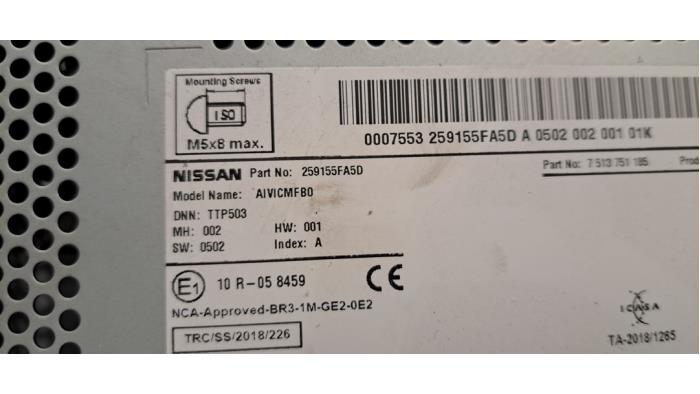 Mounting Screws
ISO
M5x8 max.
0007553 259155FA5D A 0502 002 001 01K
NISSAN Part No: 259155FA5D
Part No: 7 513 751 185
Model Name: AIVICMFB0
DNN: TTP503
MH: 002 HW: 001
SW: 0502 Index: A
E1 10 R-05 8459 CE
NCA-Approved-BR3-1M-GE2-0E2
TRC/SS/2018/226
ICASA
TA-2018/1265